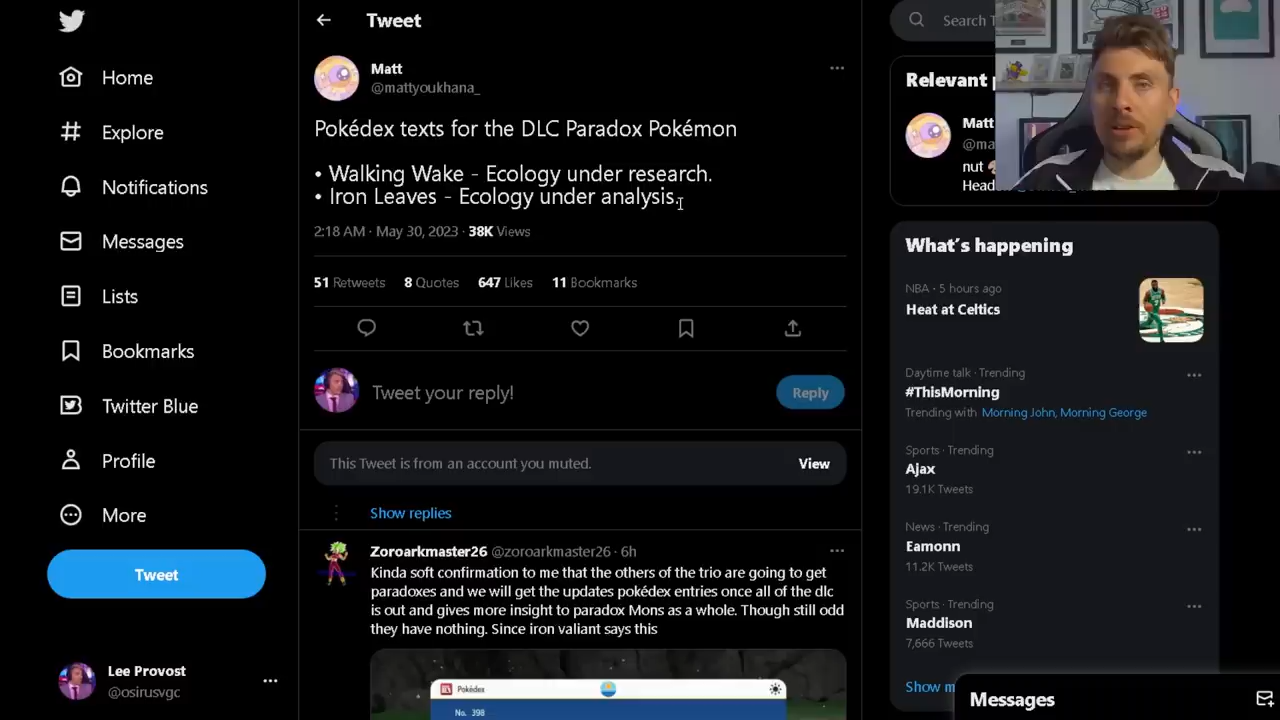 Tweet
Search
Home
Explore
Notifications
Messages
Lists
Bookmarks
Twitter Blue
Profile
More
Tweet
Lee Provost
@osirusvgc
Matt
@mattyoukhana_
Pokédex texts for the DLC Paradox Pokémon
• Walking Wake - Ecology under research.
• Iron Leaves - Ecology under analysis.
2:18 AM · May 30, 2023 · 38K Views
51 Retweets 8 Quotes 647 Likes 11 Bookmarks
Tweet your reply!
Reply
This Tweet is from an account you muted.
View
Show replies
Zoroarkmaster26 @zoroarkmaster26 · 6h
Kinda soft confirmation to me that the others of the trio are going to get
paradoxes and we will get the updates pokédex entries once all of the dlc
is out and gives more insight to paradox Mons as a whole. Though still odd
they have nothing. Since iron valiant says this
Pokédex
No. 398
Relevant
Matt
@ma
nut
Head
What's happening
NBA · 5 hours ago
Heat at Celtics
Daytime talk · Trending
#ThisMorning
Trending with Morning John, Morning George
Sports · Trending
Ajax
19.1K Tweets
News · Trending
Eamonn
11.2K Tweets
Sports · Trending
Maddison
7,666 Tweets
Show m
Messages